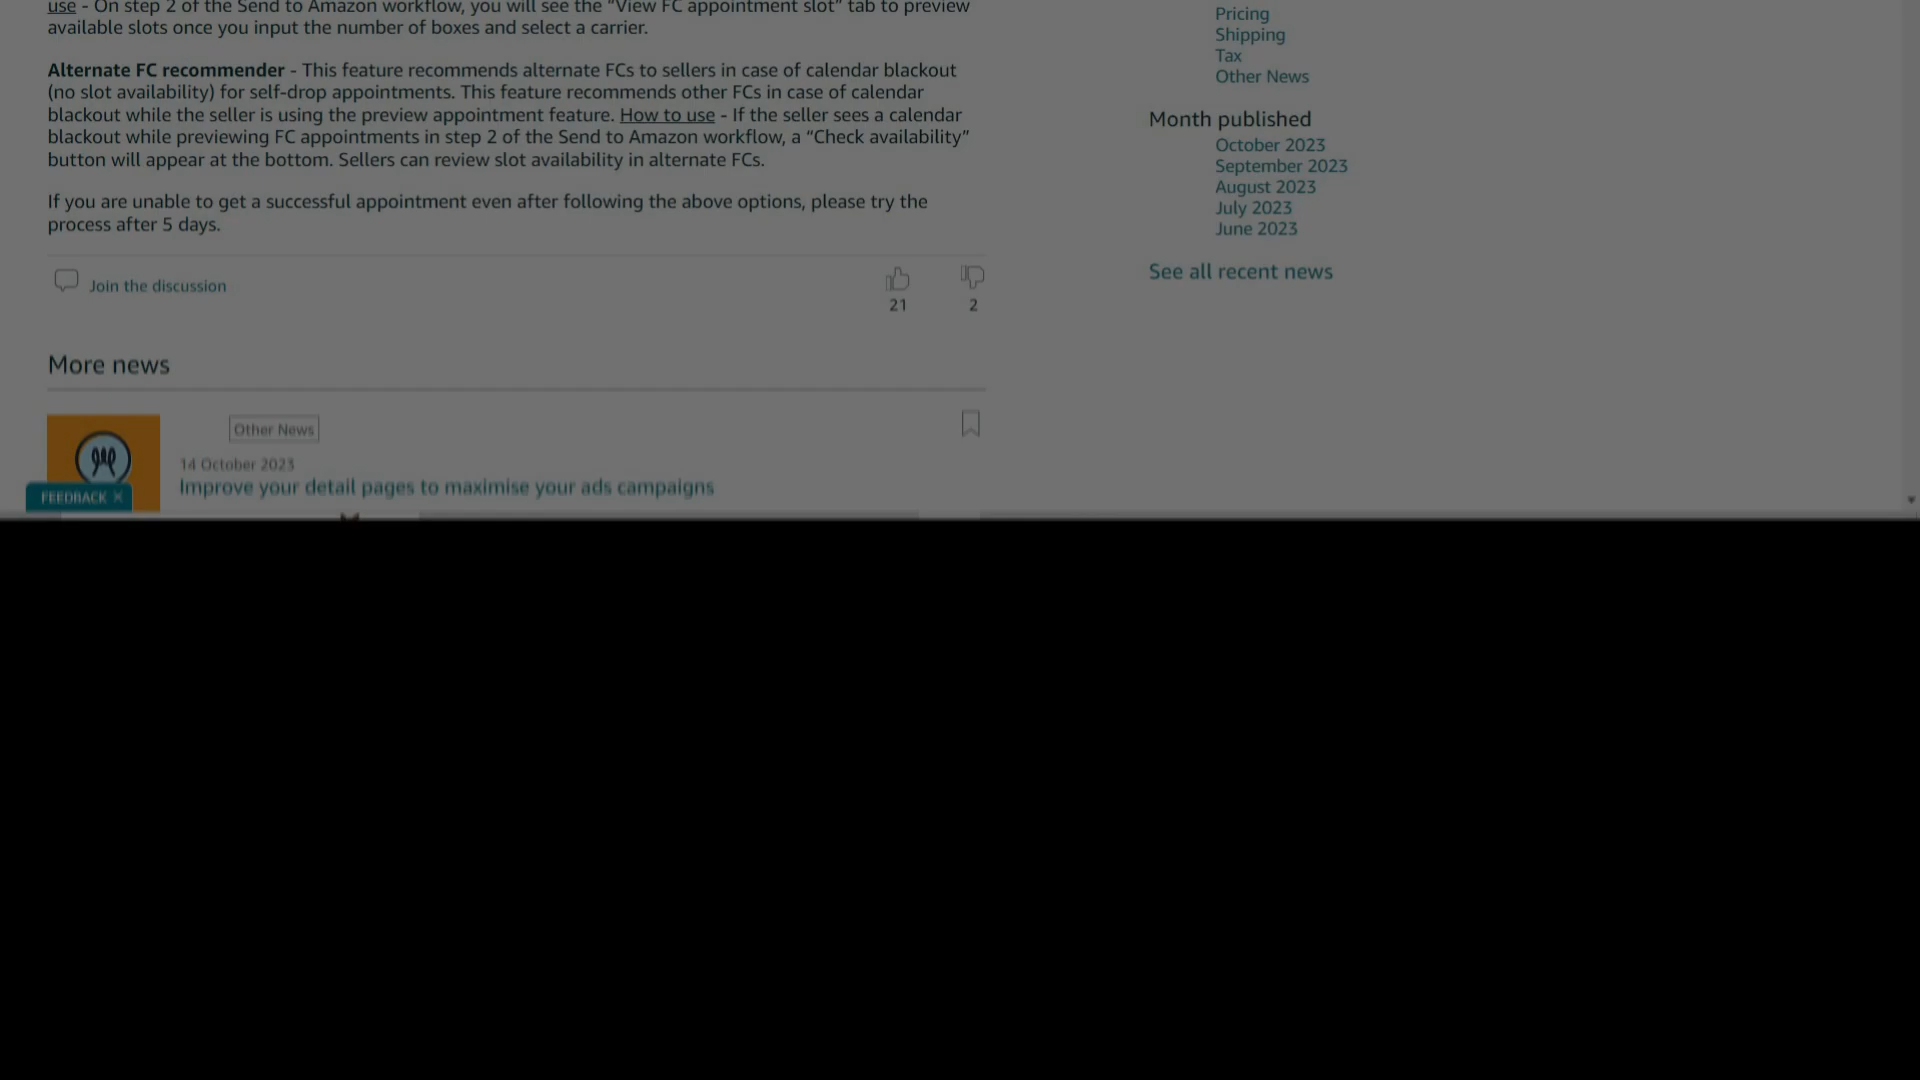 use - On step 2 of the Send to Amazon workflow, you will see the “View FC appointment slot” tab to preview
available slots once you input the number of boxes and select a carrier.
Alternate FC recommender - This feature recommends alternate FCs to sellers in case of calendar blackout
(no slot availability) for self-drop appointments. This feature recommends other FCs in case of calendar
blackout while the seller is using the preview appointment feature. How to use - If the seller sees a calendar
blackout while previewing FC appointments in step 2 of the Send to Amazon workflow, a “Check availability”
button will appear at the bottom. Sellers can review slot availability in alternate FCs.
If you are unable to get a successful appointment even after following the above options, please try the
process after 5 days.
Join the discussion
21
2
More news
Other News
14 October 2023
Improve your detail pages to maximise your ads campaigns
FEEDBACK
Pricing
Shipping
Tax
Other News
Month published
October 2023
September 2023
August 2023
July 2023
June 2023
See all recent news